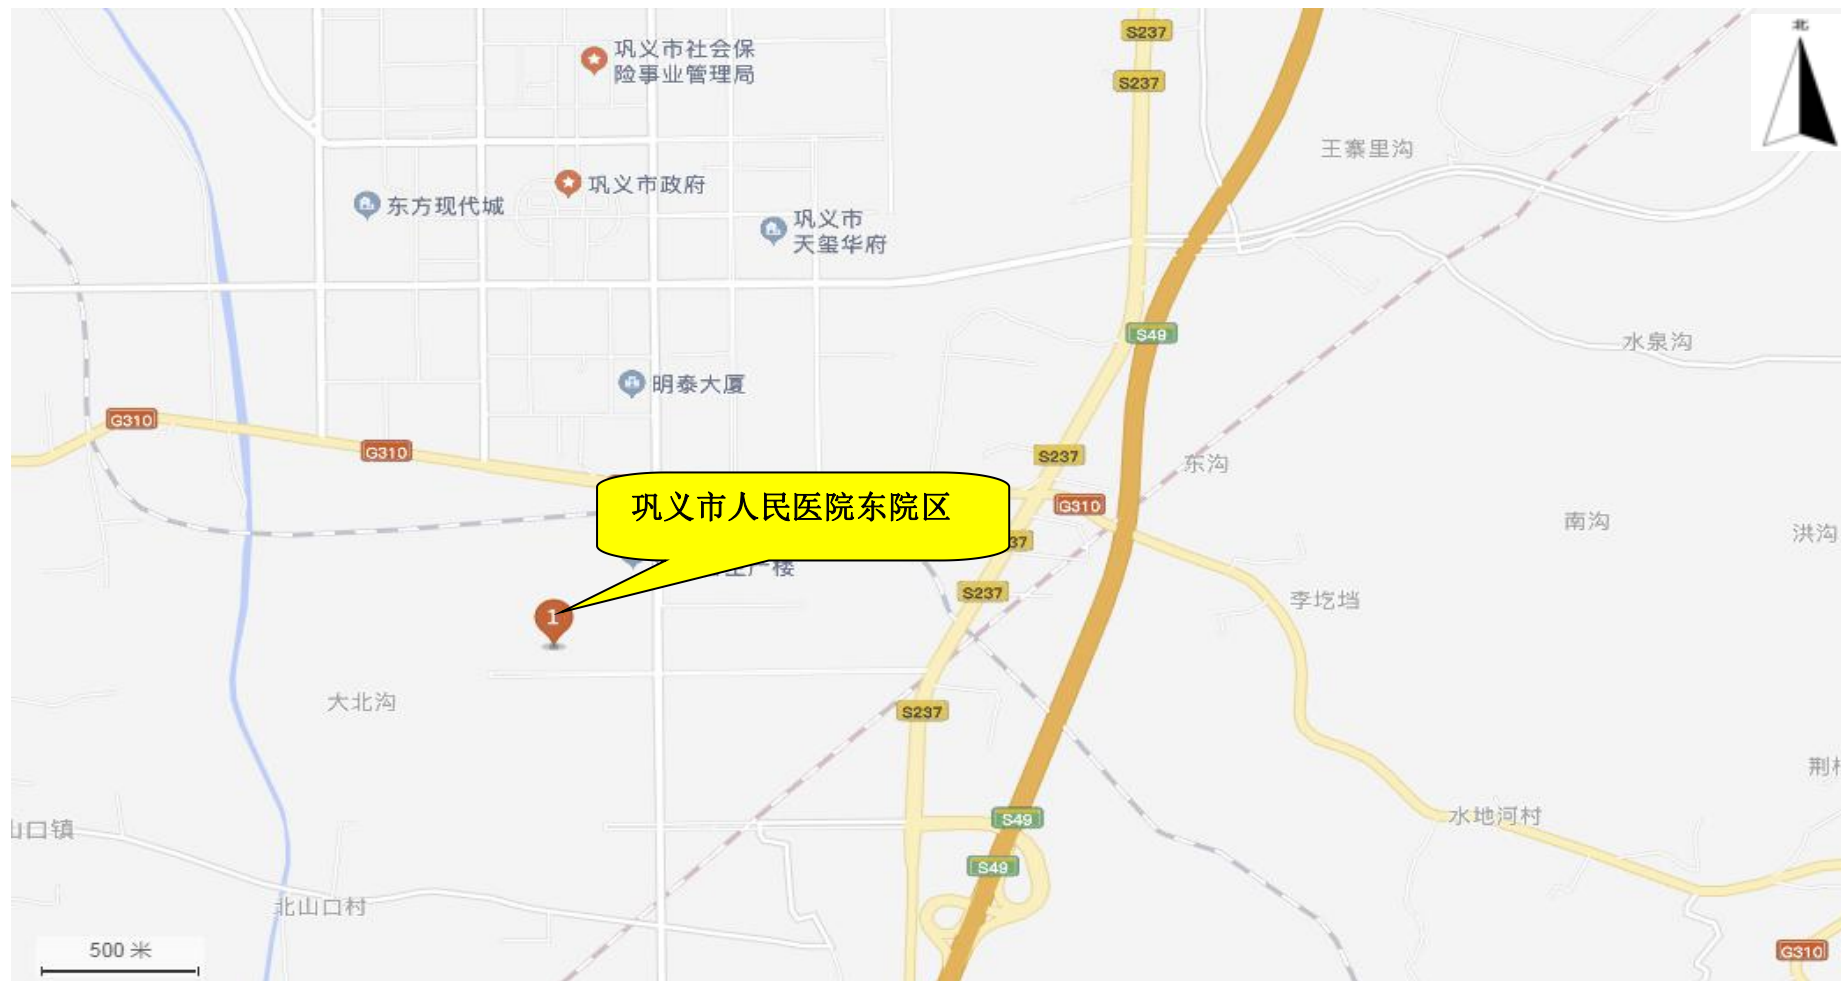 北
S237
巩义市社会保
险事业管理局
S237
王寨里沟
巩义市政府
东方现代城
巩义市
天玺华府
S49
水泉沟
明泰大厦
G310
G310
S237
东沟
巩义市人民医院东院区
G310
南沟
洪沟
37
S237
李圪垱
1
大北沟
S237
水地河村
S49
山口镇
S49
北山口村
500 米
G310